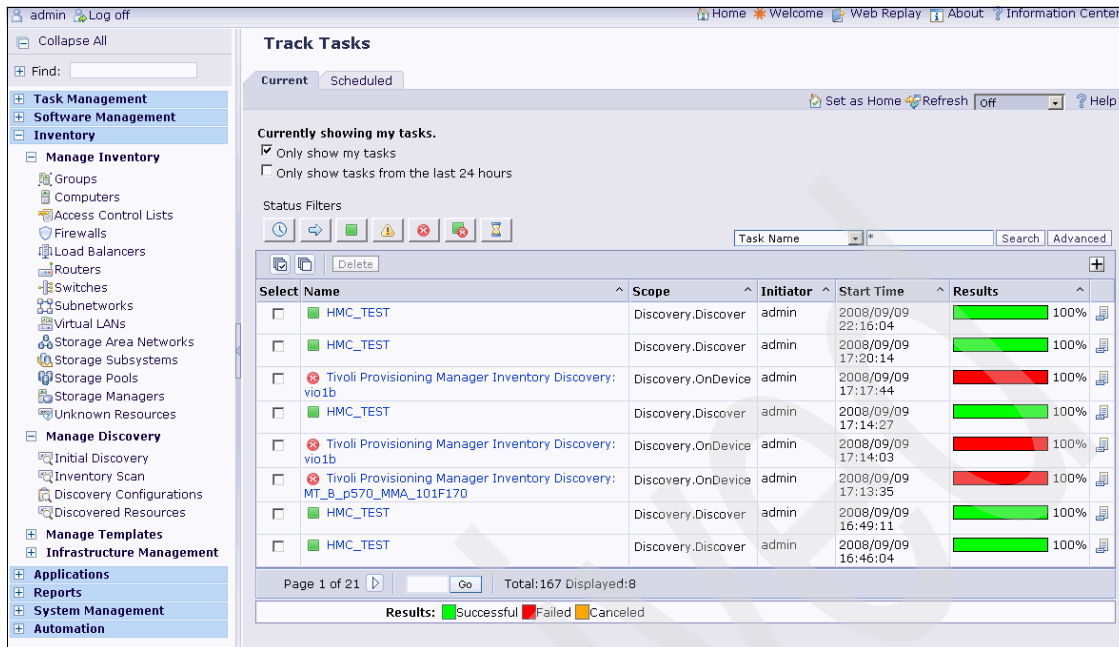 admin Log off
Home Welcome Web Replay About Information Center
Collapse All
Find:
Task Management
Software Management
Inventory
Manage Inventory
Groups
Computers
Access Control Lists
Firewalls
Load Balancers
Routers
Switches
Subnetworks
Virtual LANs
Storage Area Networks
Storage Subsystems
Storage Pools
Storage Managers
Unknown Resources
Manage Discovery
Initial Discovery
Inventory Scan
Discovery Configurations
Discovered Resources
Manage Templates
Infrastructure Management
Applications
Reports
System Management
Automation
Track Tasks
Current Scheduled
Set as Home Refresh Off Help
Currently showing my tasks.
Only show my tasks
Only show tasks from the last 24 hours
Status Filters
Task Name * Search Advanced
Delete
Select Name Scope Initiator Start Time Results
HMC_TEST Discovery.Discover admin 2008/09/09 100%
22:16:04
HMC_TEST Discovery.Discover admin 2008/09/09 100%
17:20:14
Tivoli Provisioning Manager Inventory Discovery: Discovery.OnDevice admin 2008/09/09 100%
vio1b 17:17:44
HMC_TEST Discovery.Discover admin 2008/09/09 100%
17:14:27
Tivoli Provisioning Manager Inventory Discovery: Discovery.OnDevice admin 2008/09/09 100%
vio1b 17:14:03
Tivoli Provisioning Manager Inventory Discovery: Discovery.OnDevice admin 2008/09/09 100%
MT_B_p570_MMA_101F170 17:13:35
HMC_TEST Discovery.Discover admin 2008/09/09 100%
16:49:11
HMC_TEST Discovery.Discover admin 2008/09/09 100%
16:46:04
Page 1 of 21 Go Total:167 Displayed:8
Results: Successful Failed Canceled